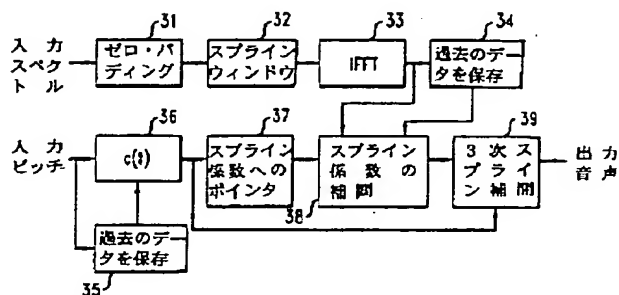 入力
スペク
トル
31
ゼロ・パ
ディング
32
スプライン
ウィンドウ
33
IFFT
34
過去のデー
タを保存
入力
ピッチ
36
37
スプライン
係数への
ポインタ
38
スプライン
係数の
補間
39
3次ス
プライ
ン補間
出力
音声
過去のデー
タを保存
35